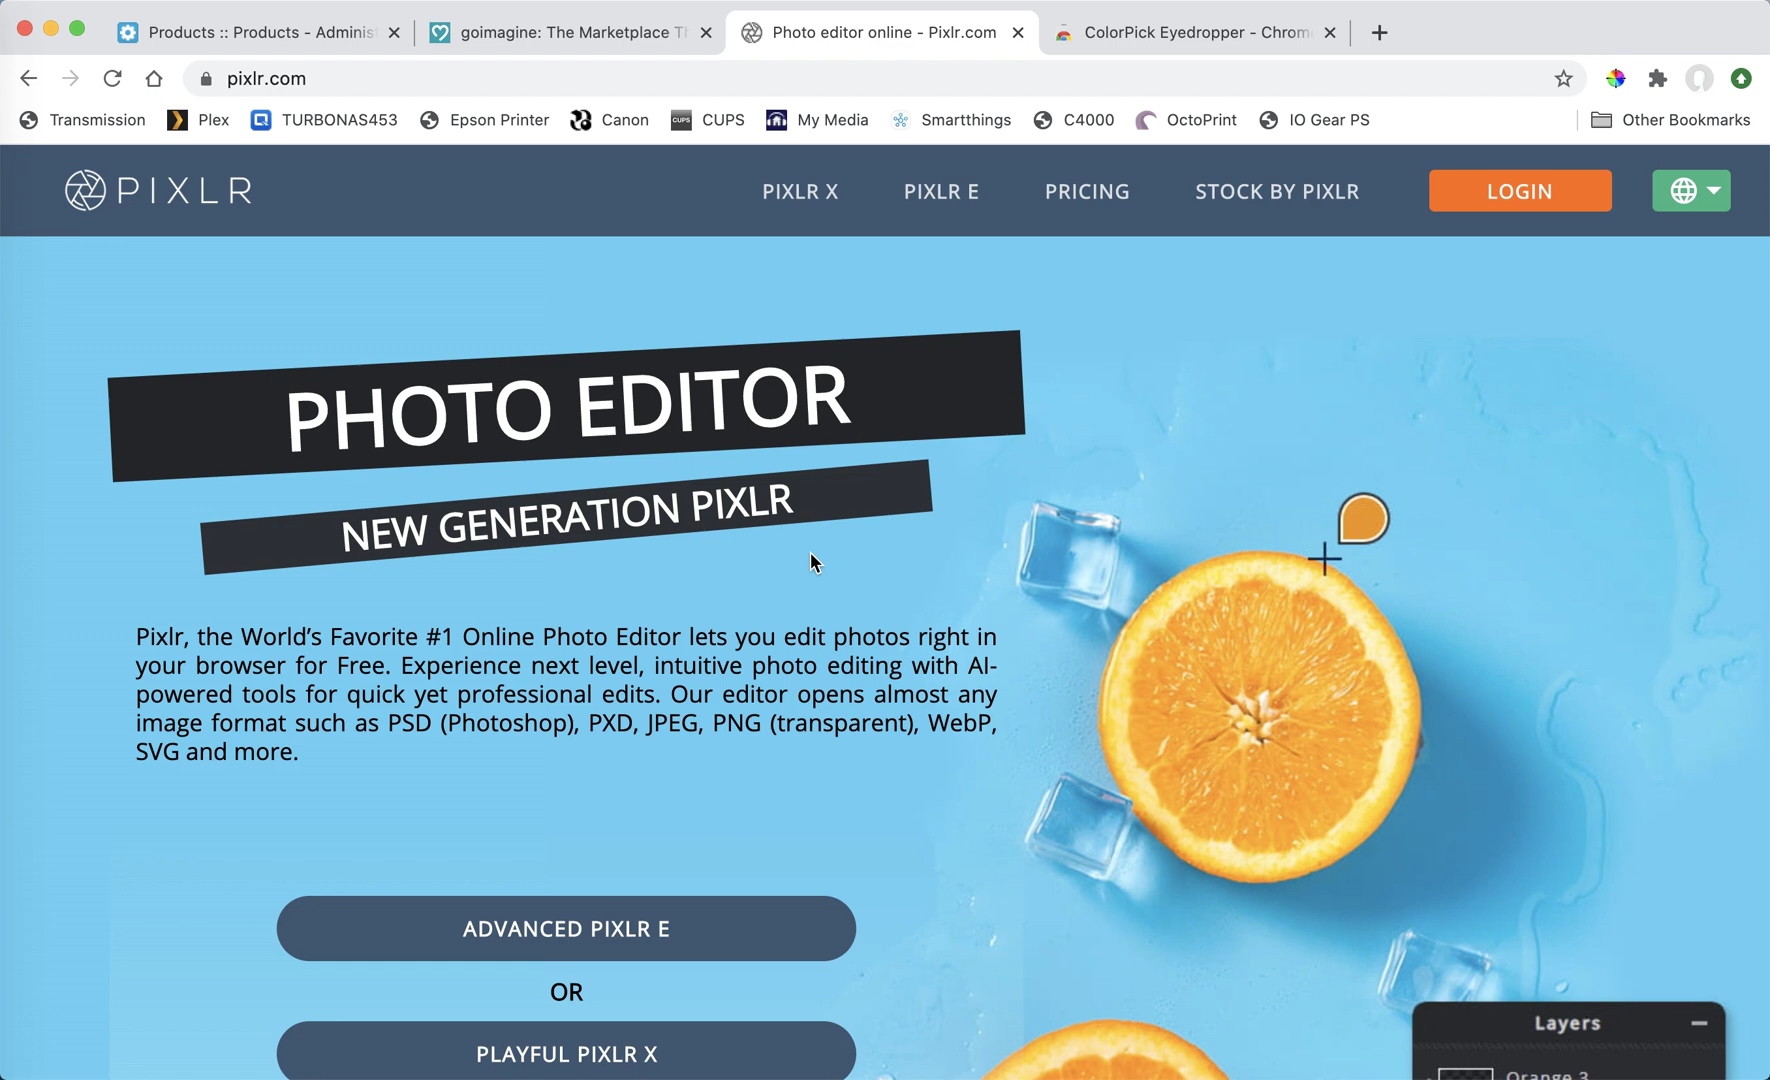 Products :: Products - Adminis
goimagine: The Marketplace T
Photo editor online - Pixlr.com
ColorPick Eyedropper - Chrom
pixlr.com
Transmission
Plex
TURBONAS453
Epson Printer
Canon
CUPS
CUPS
My Media
Smartthings
C4000
OctoPrint
IO Gear PS
Other Bookmarks
PIXLR
PIXLR X
PIXLR E
PRICING
STOCK BY PIXLR
LOGIN
PHOTO EDITOR
NEW GENERATION PIXLR
Pixlr, the World’s Favorite #1 Online Photo Editor lets you edit photos right in
your browser for Free. Experience next level, intuitive photo editing with AI-
powered tools for quick yet professional edits. Our editor opens almost any
image format such as PSD (Photoshop), PXD, JPEG, PNG (transparent), WebP,
SVG and more.
ADVANCED PIXLR E
OR
PLAYFUL PIXLR X
Layers
Orange 3